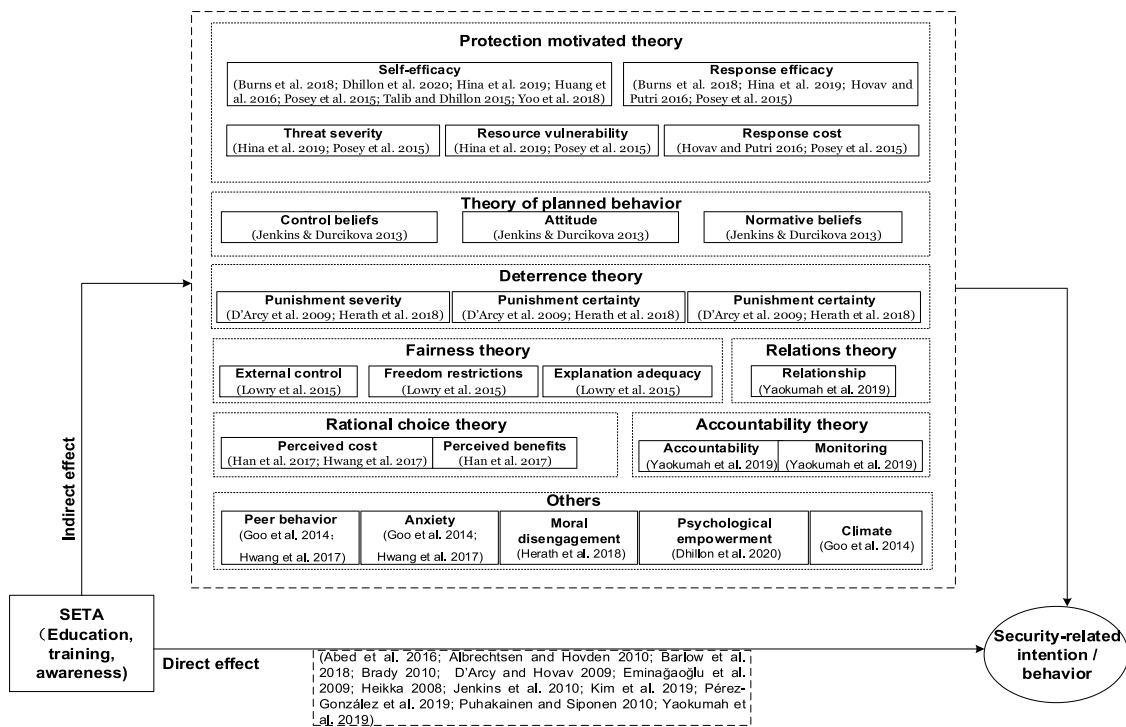 Protection motivated theory
Self-efficacy
(Burns et al. 2018; Dhillon et al. 2020; Hina et al. 2019; Huang et
al. 2016; Posey et al. 2015; Talib and Dhillon 2015; Yoo et al. 2018)
Response efficacy
(Burns et al. 2018; Hina et al. 2019; Hovav and
Putri 2016; Posey et al. 2015)
Threat severity
(Hina et al. 2019; Posey et al. 2015)
Resource vulnerability
(Hina et al. 2019; Posey et al. 2015)
Response cost
(Hovav and Putri 2016; Posey et al. 2015)
Theory of planned behavior
Control beliefs
(Jenkins & Durcikova 2013)
Attitude
(Jenkins & Durcikova 2013)
Normative beliefs
(Jenkins & Durcikova 2013)
Deterrence theory
Punishment severity
(D'Arcy et al. 2009; Herath et al. 2018)
Punishment certainty
(D'Arcy et al. 2009; Herath et al. 2018)
Punishment certainty
(D'Arcy et al. 2009; Herath et al. 2018)
Fairness theory
External control
(Lowry et al. 2015)
Freedom restrictions
(Lowry et al. 2015)
Explanation adequacy
(Lowry et al. 2015)
Relations theory
Relationship
(Yaokumah et al. 2019)
Rational choice theory
Perceived cost
(Han et al. 2017; Hwang et al. 2017)
Perceived benefits
(Han et al. 2017)
Accountability theory
Accountability
(Yaokumah et al. 2019)
Monitoring
(Yaokumah et al. 2019)
Others
Peer behavior
(Goo et al. 2014;
Hwang et al. 2017)
Anxiety
(Goo et al. 2014;
Hwang et al. 2017)
Moral
disengagement
(Herath et al. 2018)
Psychological
empowerment
(Dhillon et al. 2020)
Climate
(Goo et al. 2014)
Indirect effect
SETA
(Education,
training,
awareness)
Direct effect
(Abed et al. 2016; Albrechtsen and Hovden 2010; Barlow et al.
2018; Brady 2010; D'Arcy and Hovav 2009; Eminağaoğlu et al.
2009; Heikka 2008; Jenkins et al. 2010; Kim et al. 2019; Pérez-
González et al. 2019; Puhakainen and Siponen 2010; Yaokumah et
al. 2019)
Security-related
intention /
behavior